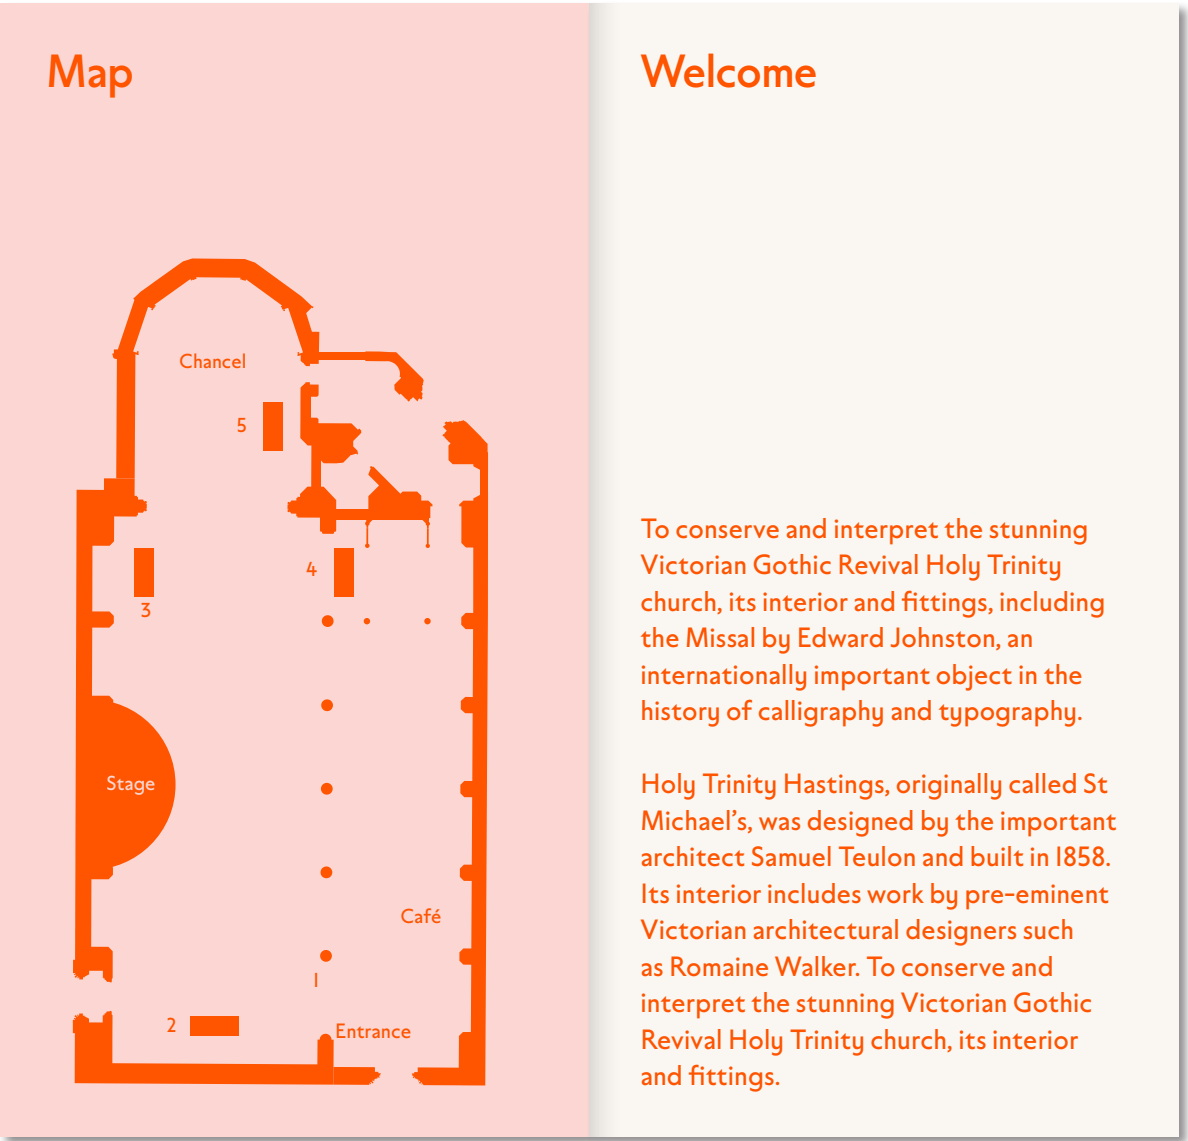 Map
Chancel
5
4
3
Stage
Café
1
2
Entrance
Welcome
To conserve and interpret the stunning
Victorian Gothic Revival Holy Trinity
church, its interior and fittings, including
the Missal by Edward Johnston, an
internationally important object in the
history of calligraphy and typography.
Holy Trinity Hastings, originally called St
Michael’s, was designed by the important
architect Samuel Teulon and built in 1858.
Its interior includes work by pre-eminent
Victorian architectural designers such
as Romaine Walker. To conserve and
interpret the stunning Victorian Gothic
Revival Holy Trinity church, its interior
and fittings.